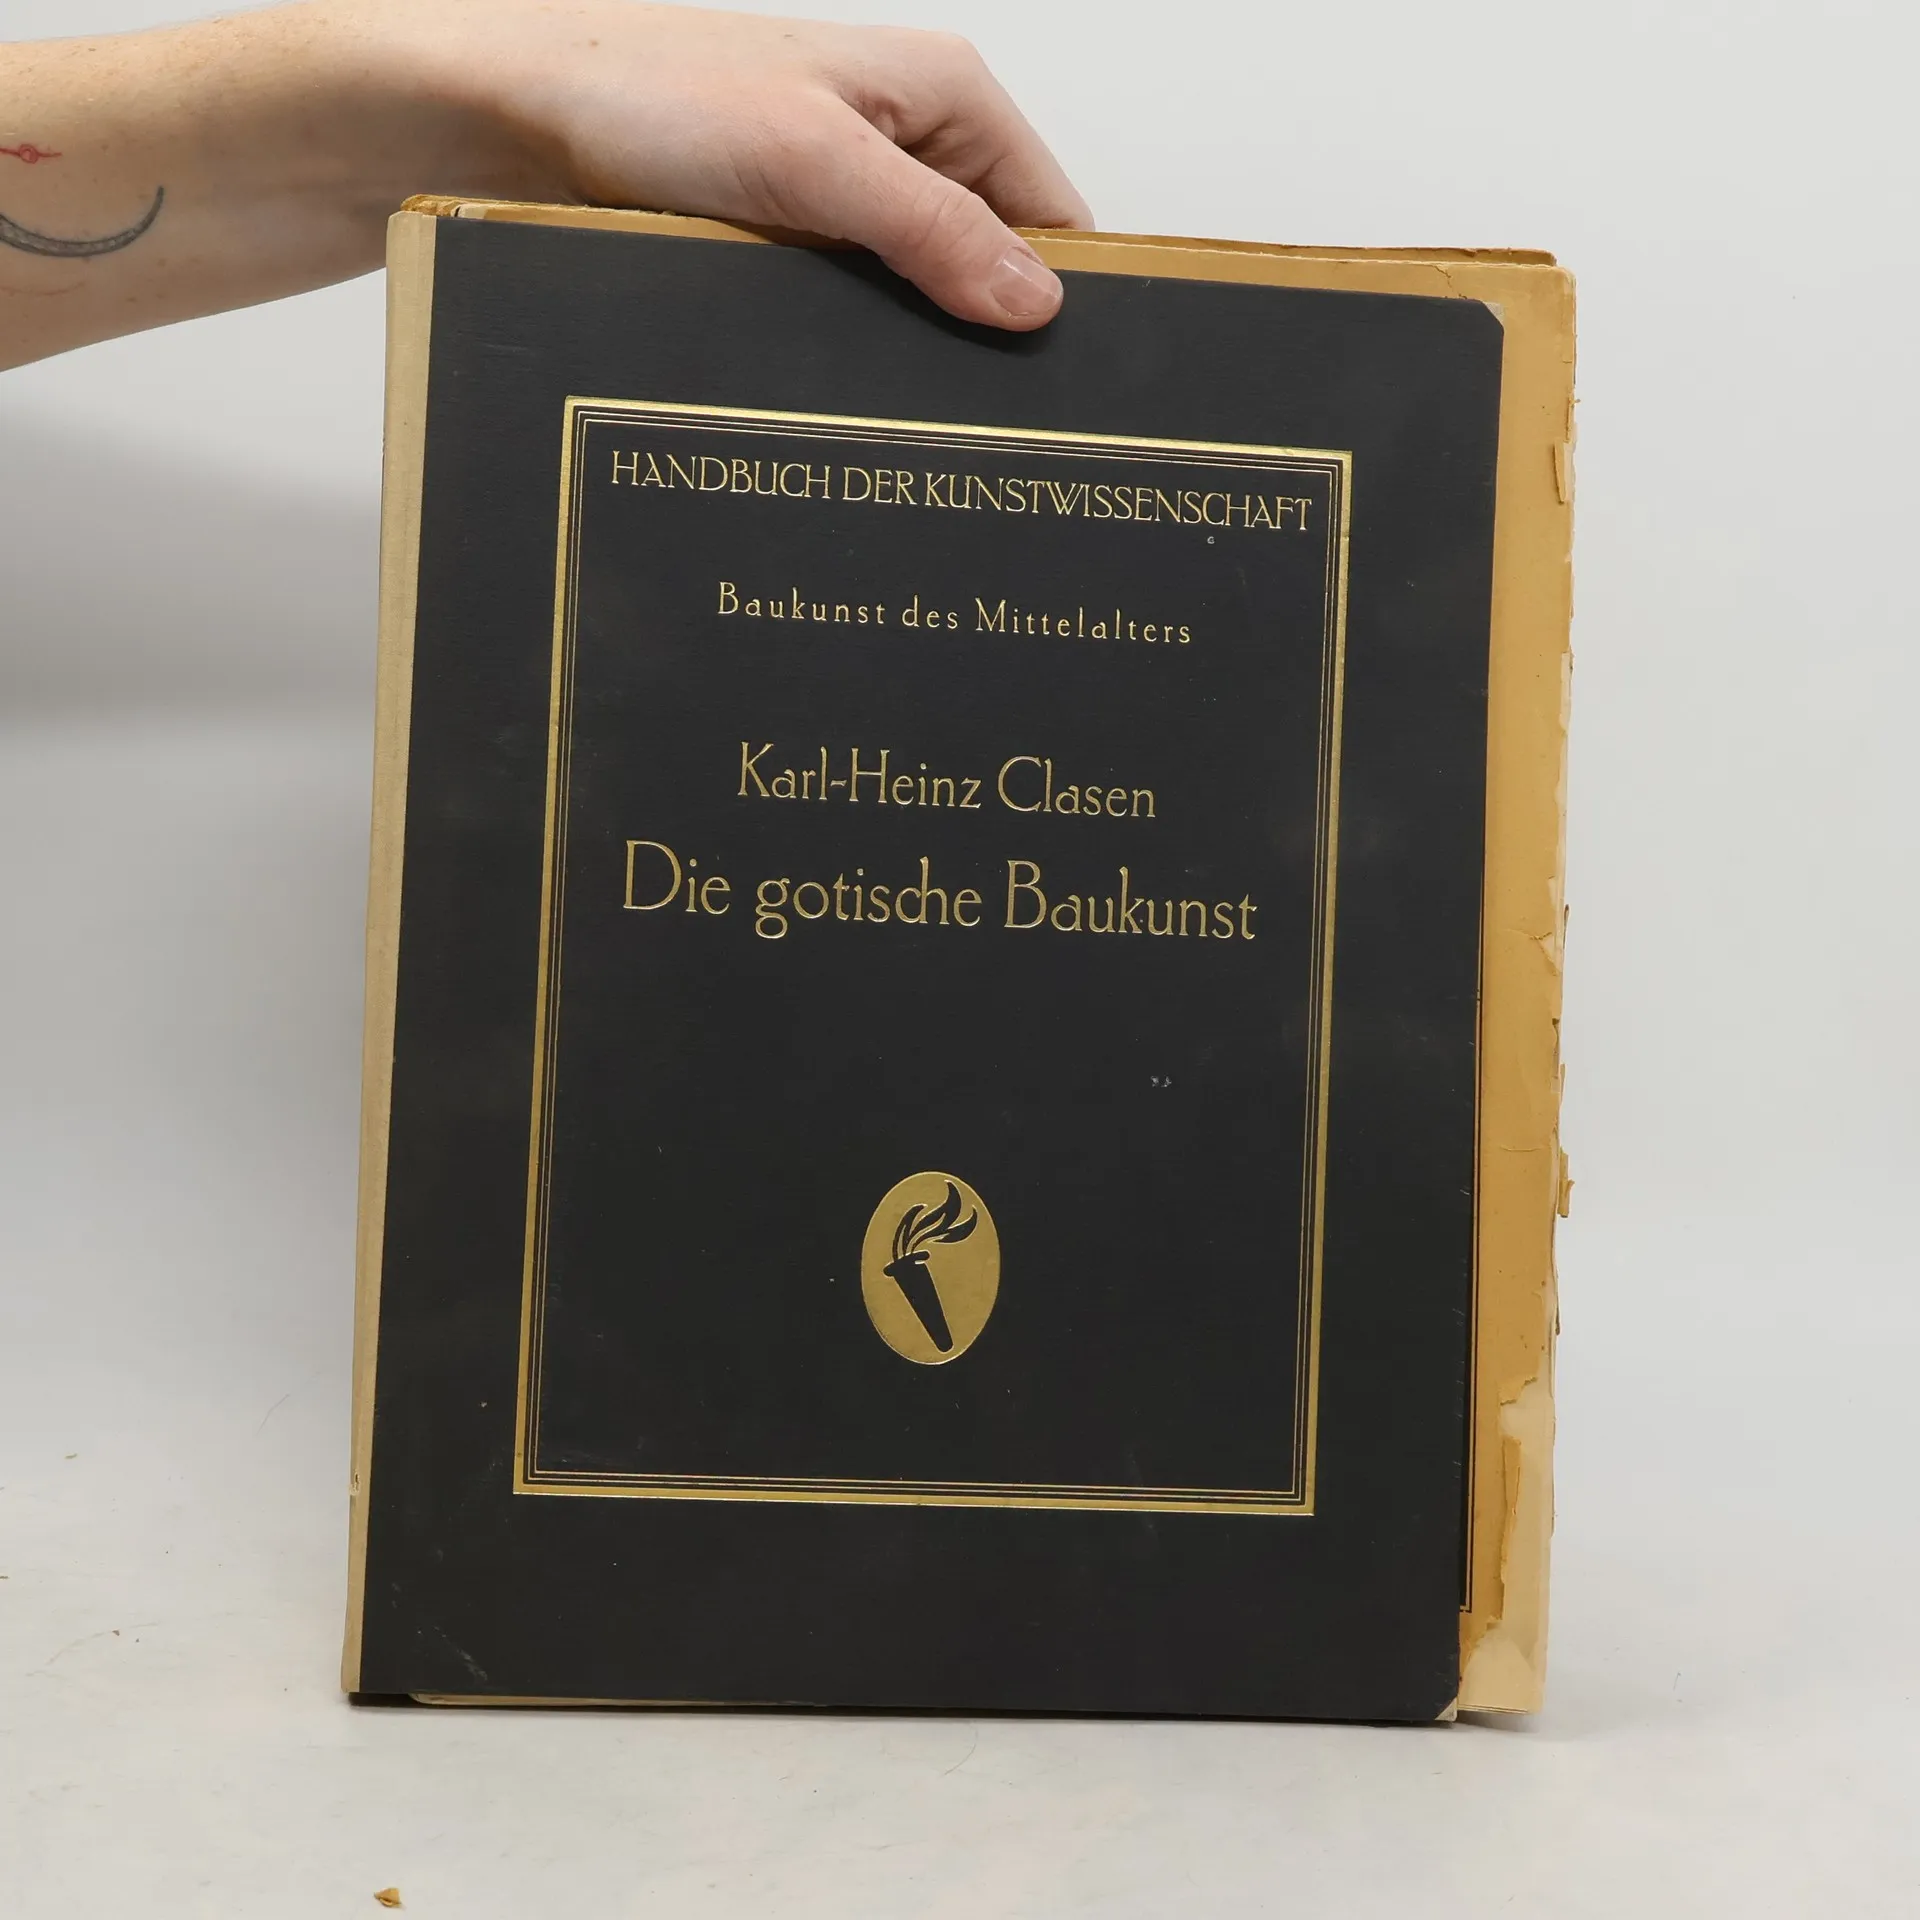 HANDBUCH DER KUNSTWISSENSCHAFT
Baukunst des Mittelalters
Karl-Heinz Clasen
Die gotische Baukunst